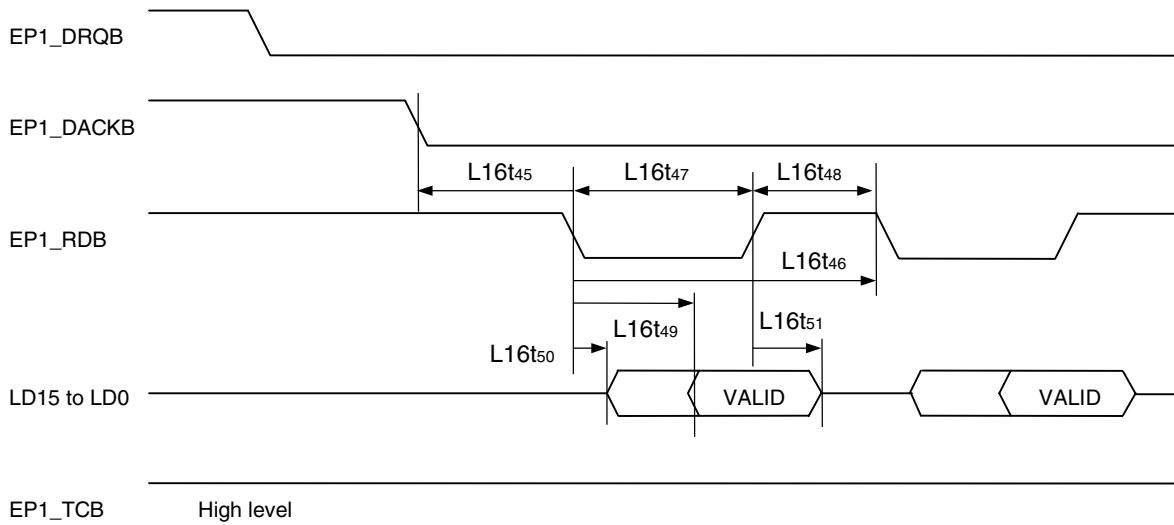 EP1_DRQB
EP1_DACKB
L16t45 L16t47 L16t48
EP1_RDB
L16t46
L16t49 L16t51
L16t50
LD15 to LD0 VALID VALID
EP1_TCB High level